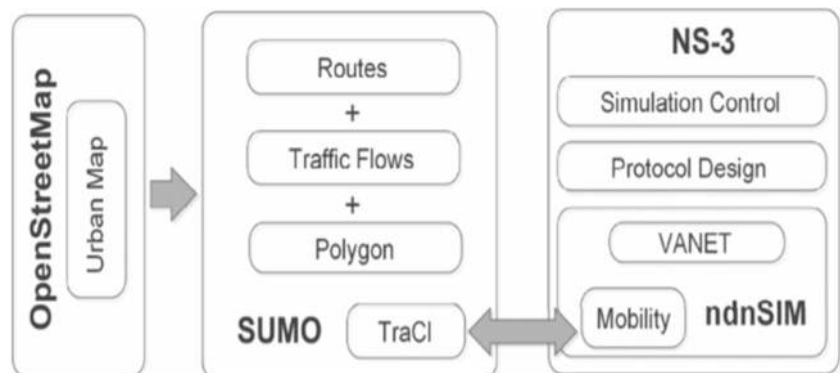 OpenStreetMap
Urban Map
Routes
+
Traffic Flows
+
Polygon
SUMO
TraCI
NS-3
Simulation Control
Protocol Design
VANET
Mobility
ndnSIM